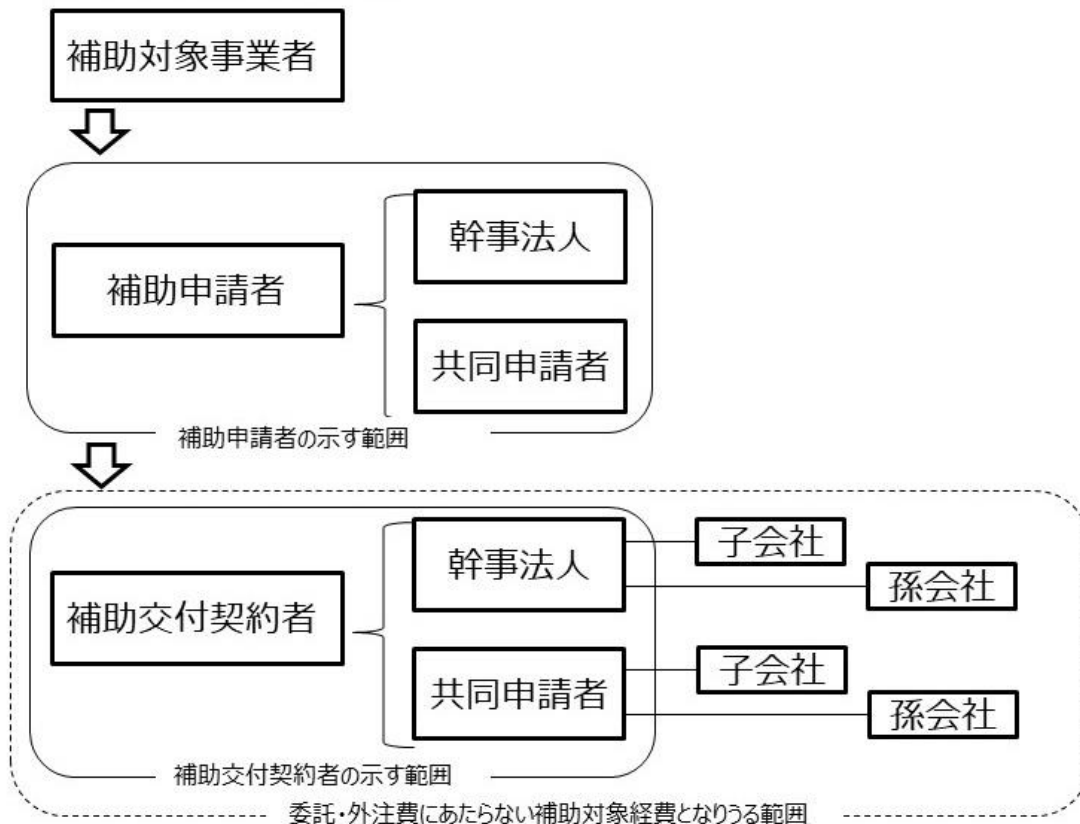 補助対象事業者
幹事法人
補助申請者
共同申請者
補助申請者の示す範囲
幹事法人
子会社
孫会社
補助交付契約者
共同申請者
子会社
孫会社
補助交付契約者の示す範囲
委託・外注費にあたらない補助対象経費となりうる範囲